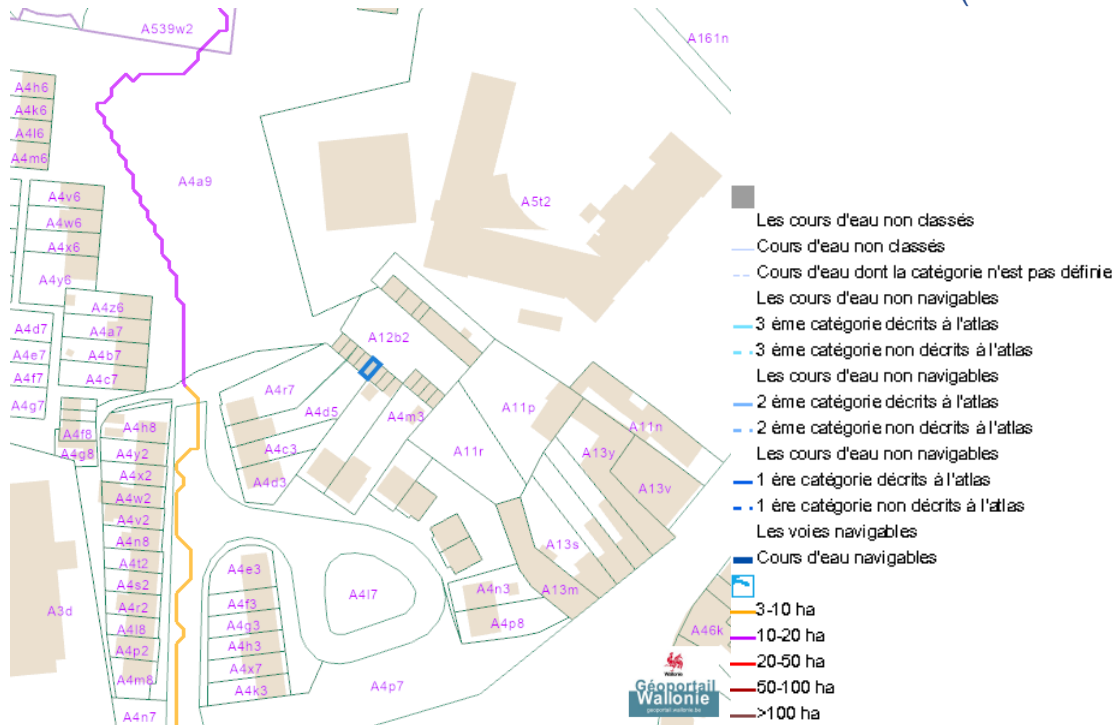 A539w2
A161n
A4h6
A4k6
A4l6
A4m6
A4a9
A4v6
A4w6
A4x6
A4y6
A5t2
A4z6
A4d7
A4a7
A4e7
A4b7
A4f7
A4c7
A4g7
A12b2
A4r7
A4d5
A4m3
A11p
A11n
A4f8
A4h8
A4g8
A4y2
A4c3
A11r
A13y
A4x2
A4d3
A4w2
A13v
A4v2
A4n8
A13s
A4t2
A4e3
A4s2
A4l7
A4n3
A13m
A3d
A4r2
A4f3
A4l8
A4g3
A4p8
A46k
A4p2
A4h3
A4m8
A4x7
A4k3
A4p7
A4n7
Wallonie
Géoportail
Wallonie
geoportail.wallonie.be
Les cours d'eau non classés
Cours d'eau non classés
Cours d'eau dont la catégorie n'est pas définie
Les cours d'eau non navigables
3 ème catégorie décrits à l'atlas
3 ème catégorie non décrits à l'atlas
Les cours d'eau non navigables
2 ème catégorie décrits à l'atlas
2 ème catégorie non décrits à l'atlas
Les cours d'eau non navigables
1 ère catégorie décrits à l'atlas
1 ère catégorie non décrits à l'atlas
Les voies navigables
Cours d'eau navigables
3-10 ha
10-20 ha
20-50 ha
50-100 ha
>100 ha